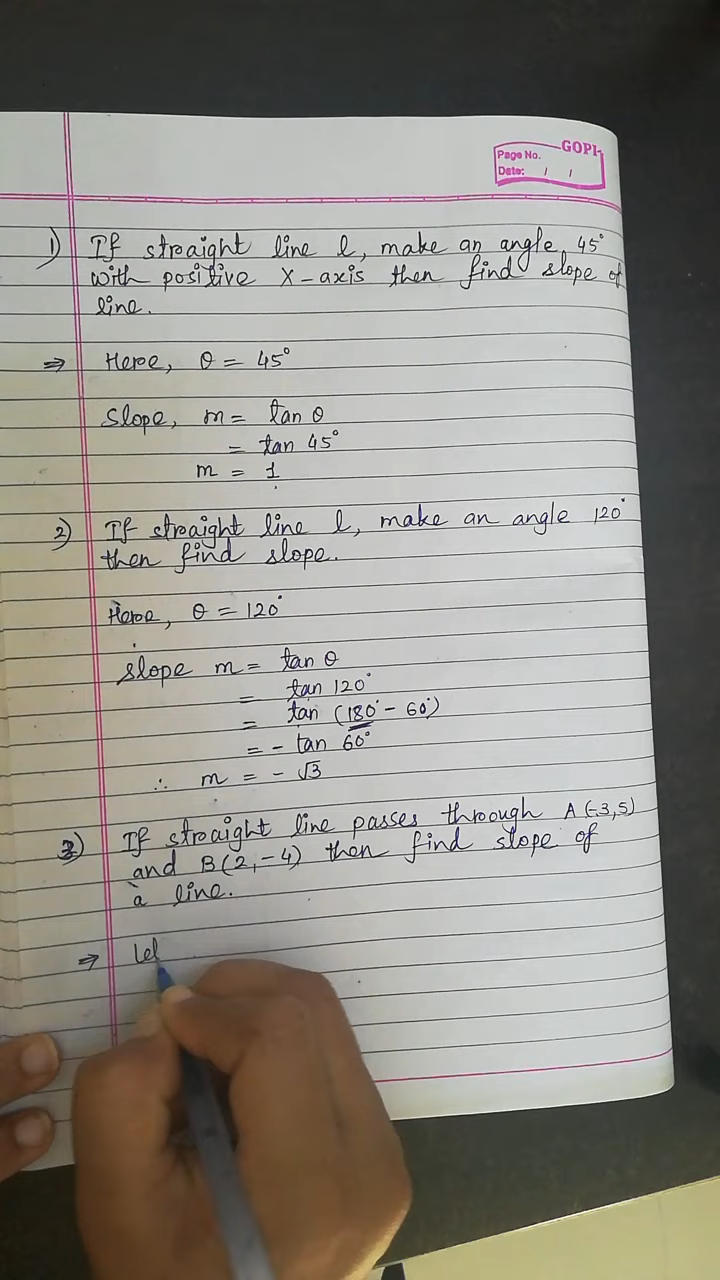 GOPI
Page No.
Date: / /
1) If straight line l, make an angle 45°
with positive X-axis then find slope of
line.
⇒ Here, θ = 45°
Slope, m = tan θ
= tan 45°
m = 1
2) If straight line l, make an angle 120°
then find slope.
Here, θ = 120°
slope m = tan θ
= tan 120°
= tan (180° - 60°)
= - tan 60°
∴ m = - √3
3) If straight line passes through A(-3,5)
and B(2,-4) then find slope of
a line.
⇒ Let